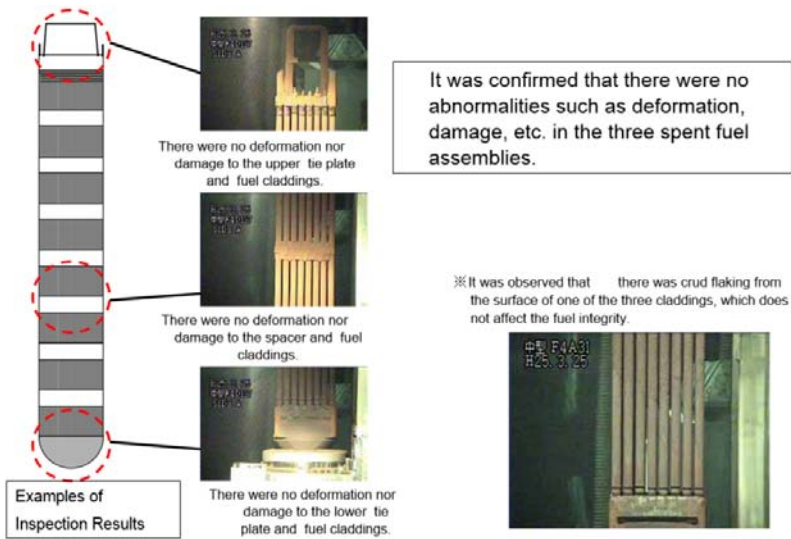 There were no deformation nor
damage to the upper tie plate
and fuel claddings.
It was confirmed that there were no
abnormalities such as deformation,
damage, etc. in the three spent fuel
assemblies.
There were no deformation nor
damage to the spacer and fuel
claddings.
※It was observed that there was crud flaking from
the surface of one of the three claddings, which does
not affect the fuel integrity.
中型 F4A31
H25. 3. 25
There were no deformation nor
damage to the lower tie
plate and fuel claddings.
Examples of
Inspection Results